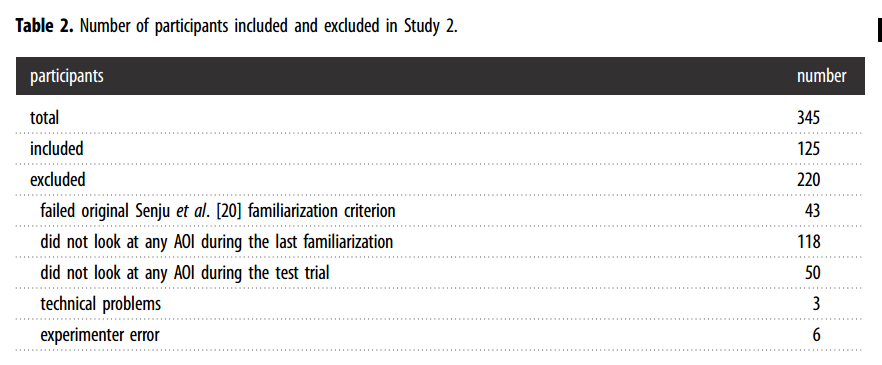 Table 2. Number of participants included and excluded in Study 2.
participants number
total 345
included 125
excluded 220
failed original Senju et al. [20] familiarization criterion 43
did not look at any AOI during the last familiarization 118
did not look at any AOI during the test trial 50
technical problems 3
experimenter error 6